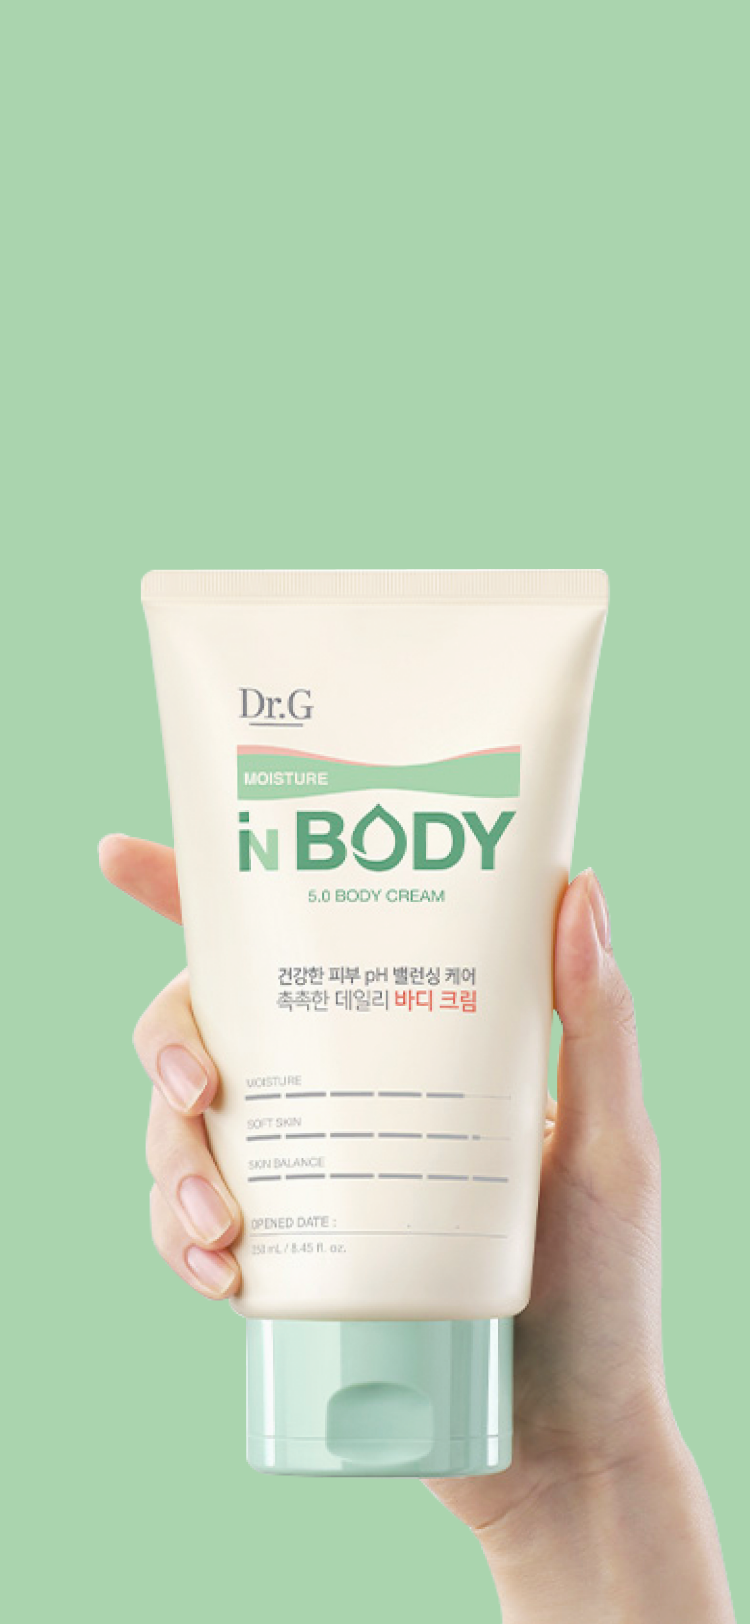 Dr.G
MOISTURE
iN BODY
5.0 BODY CREAM
건강한 피부 pH 밸런싱 케어
촉촉한 데일리 바디 크림
MOISTURE
SOFT SKIN
SKIN BALANCE
OPENED DATE : . .
250 mL / 8.45 fl. oz.